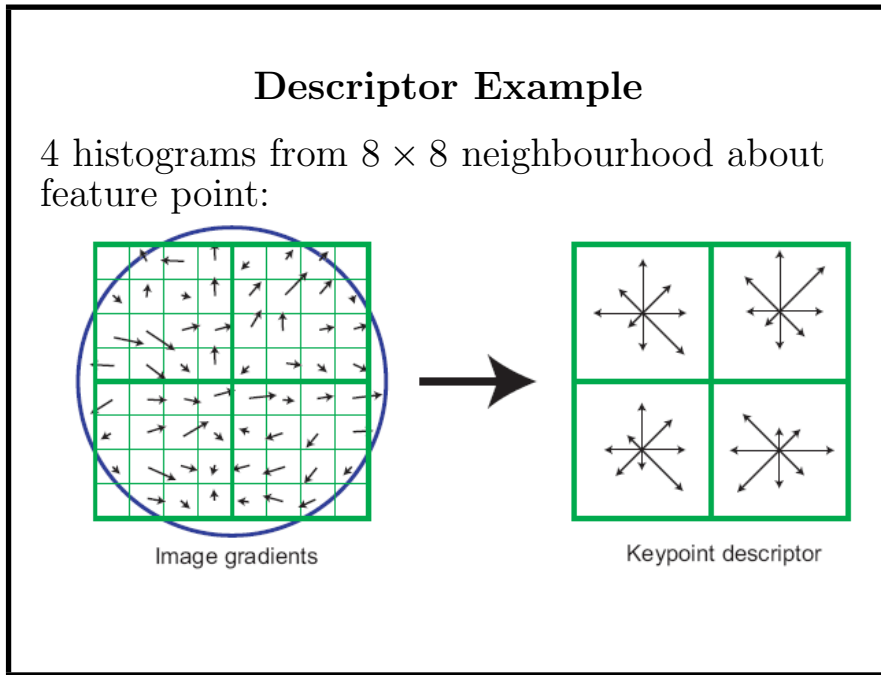 Descriptor Example
4 histograms from 8 × 8 neighbourhood about
feature point:
Image gradients
Keypoint descriptor